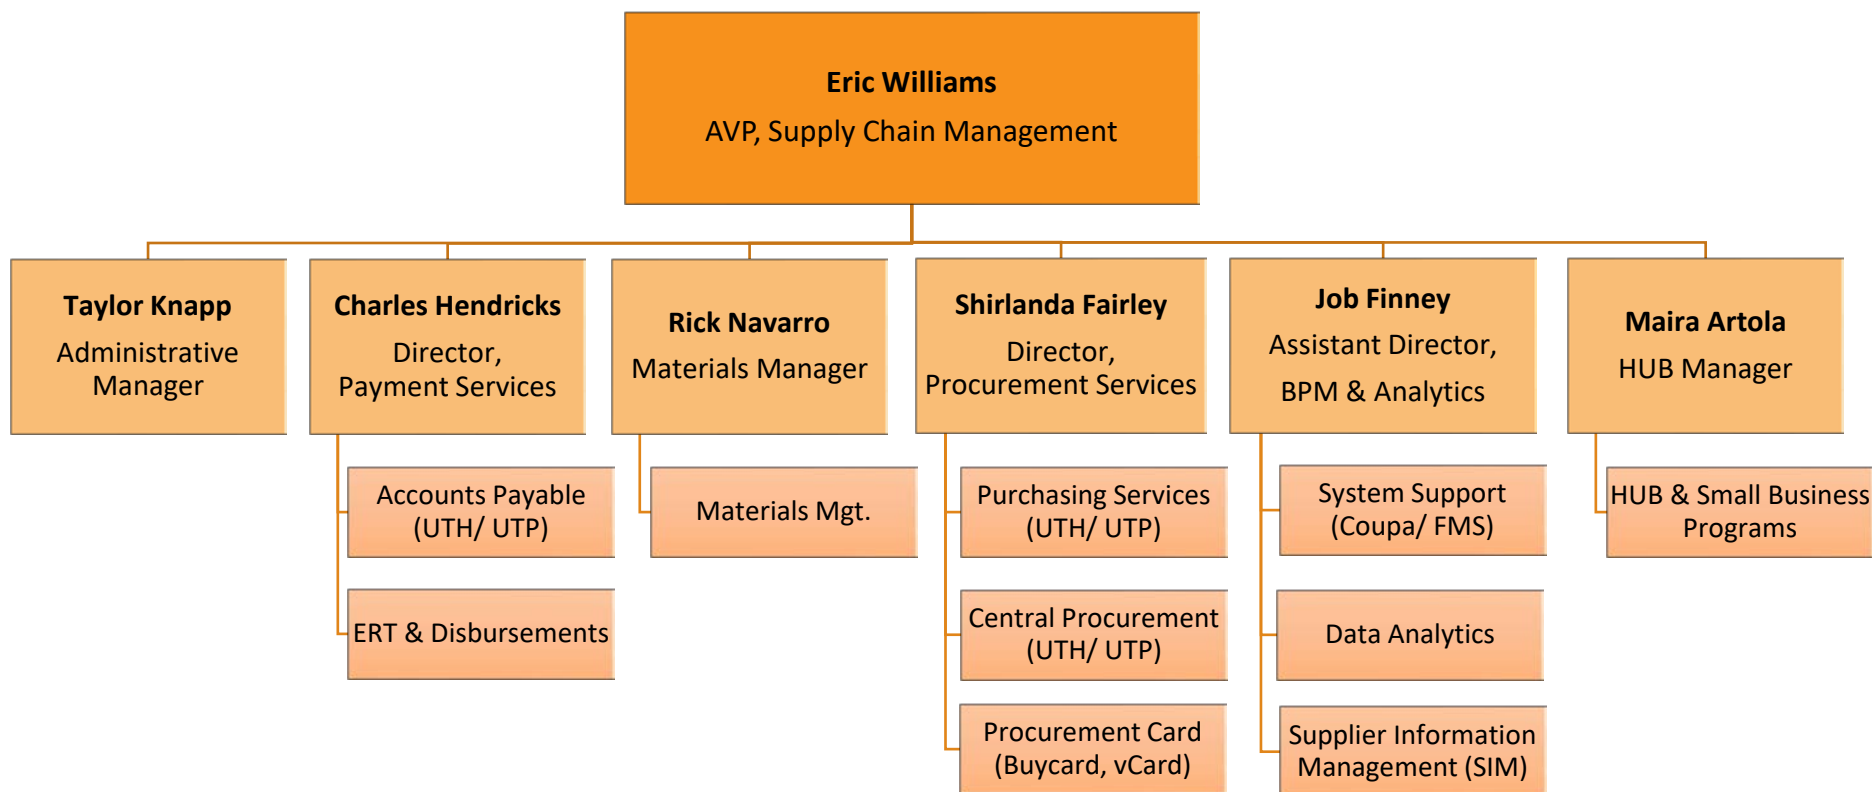 Eric Williams
AVP, Supply Chain Management
Taylor Knapp
Administrative
Manager
Charles Hendricks
Director,
Payment Services
Rick Navarro
Materials Manager
Shirlanda Fairley
Director,
Procurement Services
Job Finney
Assistant Director,
BPM & Analytics
Maira Artola
HUB Manager
Accounts Payable
(UTH/ UTP)
ERT & Disbursements
Materials Mgt.
Purchasing Services
(UTH/ UTP)
Central Procurement
(UTH/ UTP)
Procurement Card
(Buycard, vCard)
System Support
(Coupa/ FMS)
Data Analytics
Supplier Information
Management (SIM)
HUB & Small Business
Programs